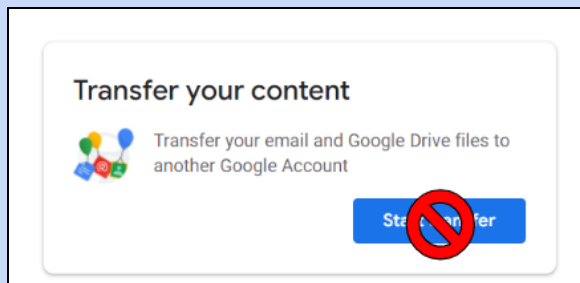 Transfer your content
Transfer your email and Google Drive files to
another Google Account